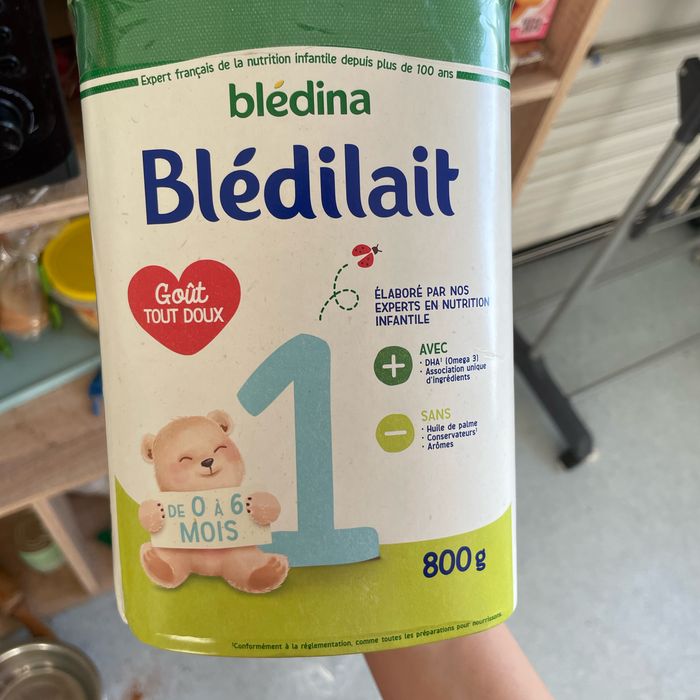 Expert français de la nutrition infantile depuis plus de 100 ans
blédina
Blédilait
Goût
TOUT DOUX
ÉLABORÉ PAR NOS
EXPERTS EN NUTRITION
INFANTILE
+
AVEC
• DHA¹ (Omega 3)
• Association unique
d'ingrédients
−
SANS
• Huile de palme
• Conservateurs¹
• Arômes
1
DE 0 À 6
MOIS
800 g
¹Conformément à la réglementation, comme toutes les préparations pour nourrissons.